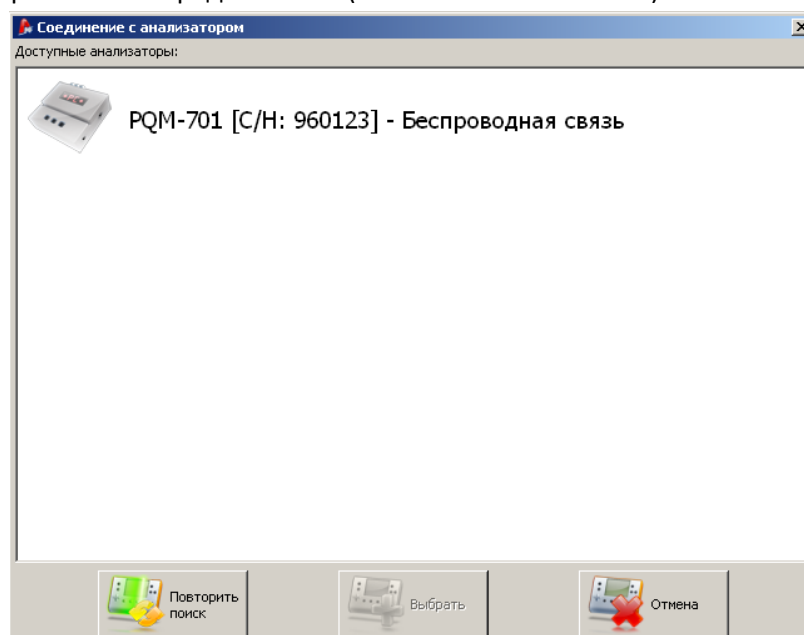 Соединение с анализатором
Доступные анализаторы:
PQM-701 [С/Н: 960123] - Беспроводная связь
Повторить
поиск
Выбрать
Отмена